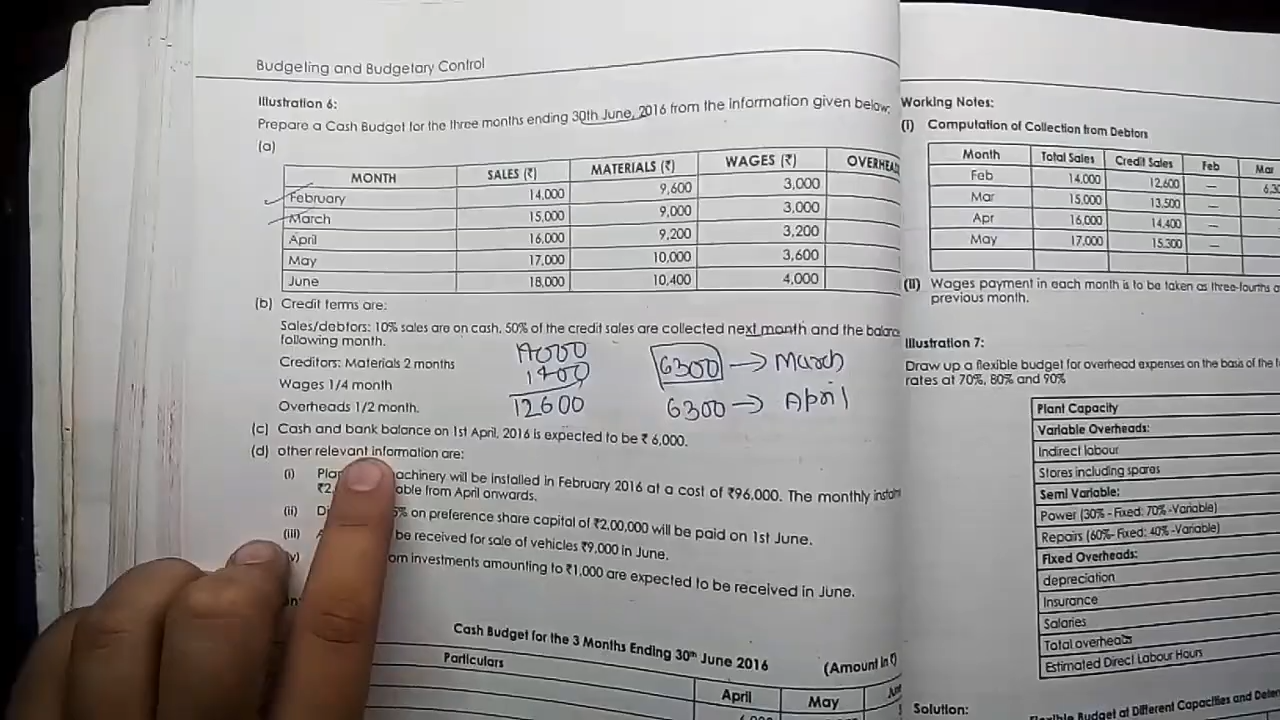 Budgeting and Budgetary Control
Illustration 6:
Prepare a Cash Budget for the three months ending 30th June, 2016 from the information given below:
(a)
MONTH SALES (₹) MATERIALS (₹) WAGES (₹)
February 14,000 9,600 3,000
March 15,000 9,000 3,000
April 16,000 9,200 3,200
May 17,000 10,000 3,600
June 18,000 10,400 4,000
(b) Credit terms are:
Sales/debtors: 10% sales are on cash, 50% of the credit sales are collected next month and the
following month.
Creditors: Materials 2 months
Wages 1/4 month
Overheads 1/2 month.
14000
1400
12600
6300 → March
6300 → April
(c) Cash and bank balance on 1st April, 2016 is expected to be ₹ 6,000.
(d) other relevant information are:
(i) will be installed in February 2016 at a cost of ₹96,000. The monthly
from April onwards.
(ii) 5% on preference share capital of ₹2,00,000 will be paid on 1st June.
(iii) be received for sale of vehicles ₹9,000 in June.
investments amounting to ₹1,000 are expected to be received in June.
Cash Budget for the 3 Months Ending 30th June 2016
(Amount in ₹)
Particulars April May
Working Notes:
(i) Computation of Collection from Debtors
Month Total Sales Credit Sales Feb Mar
Feb 14,000 12,600 —
Mar 15,000 13,500 —
Apr 16,000 14,400 —
May 17,000 15,300 —
(ii) Wages payment in each month is to be taken as three-fourths
previous month.
Illustration 7:
Draw up a flexible budget for overhead expenses on the basis of the
rates at 70%, 80% and 90%
Plant Capacity
Variable Overheads:
Indirect labour
Stores including spares
Semi Variable:
Power (30% - Fixed: 70% -Variable)
Repairs (60%- Fixed: 40% -Variable)
Fixed Overheads:
depreciation
Insurance
Salaries
Total overheads
Estimated Direct Labour Hours
Solution:
Flexible Budget at Different Capacities and